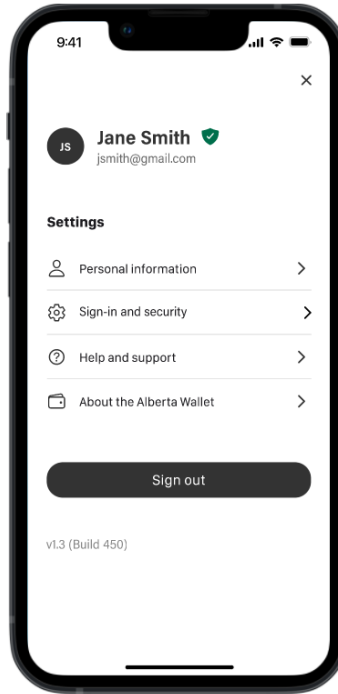 9:41
JS
Jane Smith
jsmith@gmail.com
Settings
Personal information
Sign-in and security
Help and support
About the Alberta Wallet
Sign out
v1.3 (Build 450)